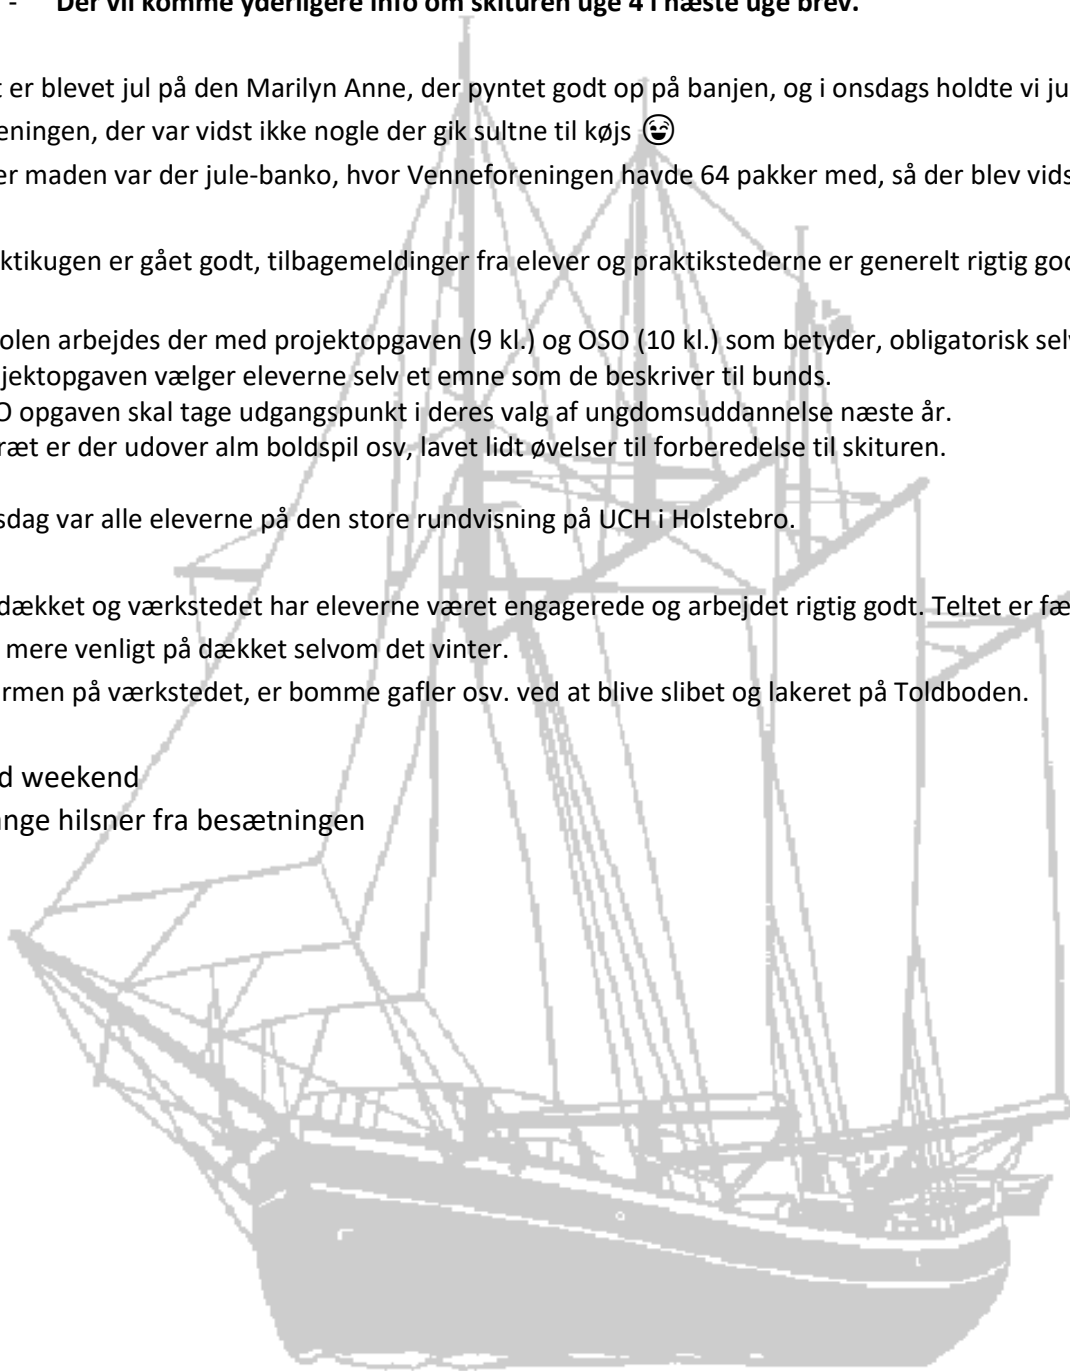 - Der vil komme yderligere info om skituren uge 4 i næste uge brev.
t er blevet jul på den Marilyn Anne, der pyntet godt op på banjen, og i onsdags holdte vi ju
eningen, der var vidst ikke nogle der gik sultne til køjs 😄
er maden var der jule-banko, hvor Venneforeningen havde 64 pakker med, så der blev vids
ktikugen er gået godt, tilbagemeldinger fra elever og praktikstederne er generelt rigtig god
olen arbejdes der med projektopgaven (9 kl.) og OSO (10 kl.) som betyder, obligatorisk selv
jektopgaven vælger eleverne selv et emne som de beskriver til bunds.
O opgaven skal tage udgangspunkt i deres valg af ungdomsuddannelse næste år.
ræt er der udover alm boldspil osv, lavet lidt øvelser til forberedelse til skituren.
sdag var alle eleverne på den store rundvisning på UCH i Holstebro.
dækket og værkstedet har eleverne været engagerede og arbejdet rigtig godt. Teltet er fæ
mere venligt på dækket selvom det vinter.
rmen på værkstedet, er bomme gafler osv. ved at blive slibet og lakeret på Toldboden.
d weekend
nge hilsner fra besætningen